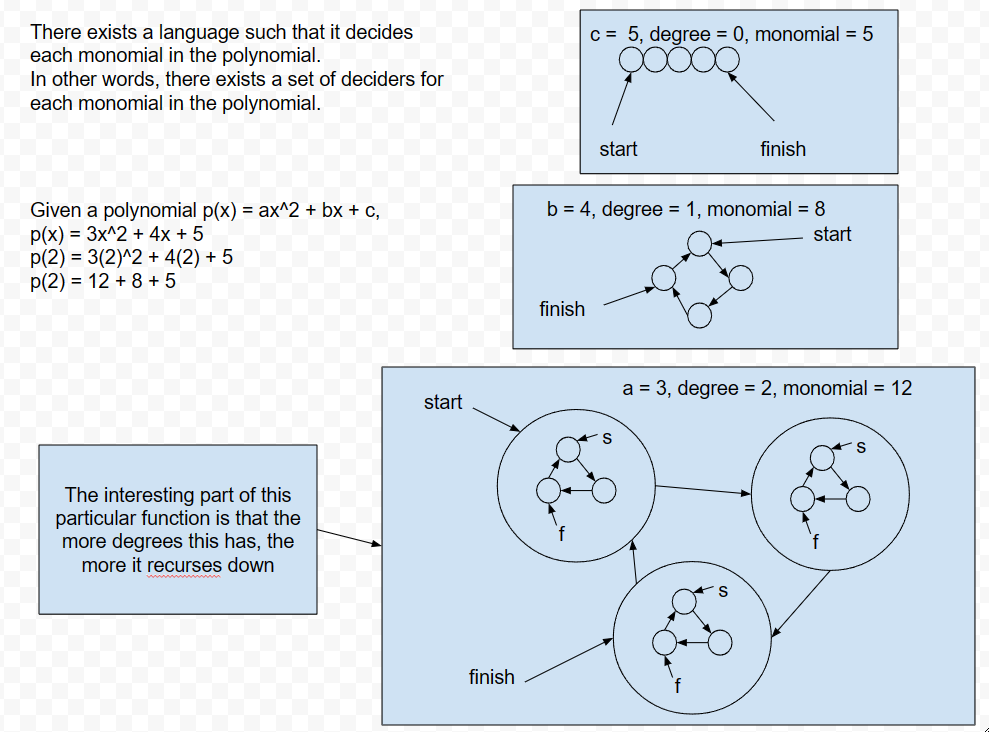 There exists a language such that it decides
each monomial in the polynomial.
In other words, there exists a set of deciders for
each monomial in the polynomial.
c =  5, degree = 0, monomial = 5
start
finish
Given a polynomial p(x) = ax^2 + bx + c,
p(x) = 3x^2 + 4x + 5
p(2) = 3(2)^2 + 4(2) + 5
p(2) = 12 + 8 + 5
b = 4, degree = 1, monomial = 8
start
finish
The interesting part of this
particular function is that the
more degrees this has, the
more it recurses down
a = 3, degree = 2, monomial = 12
start
s
f
s
f
s
f
finish